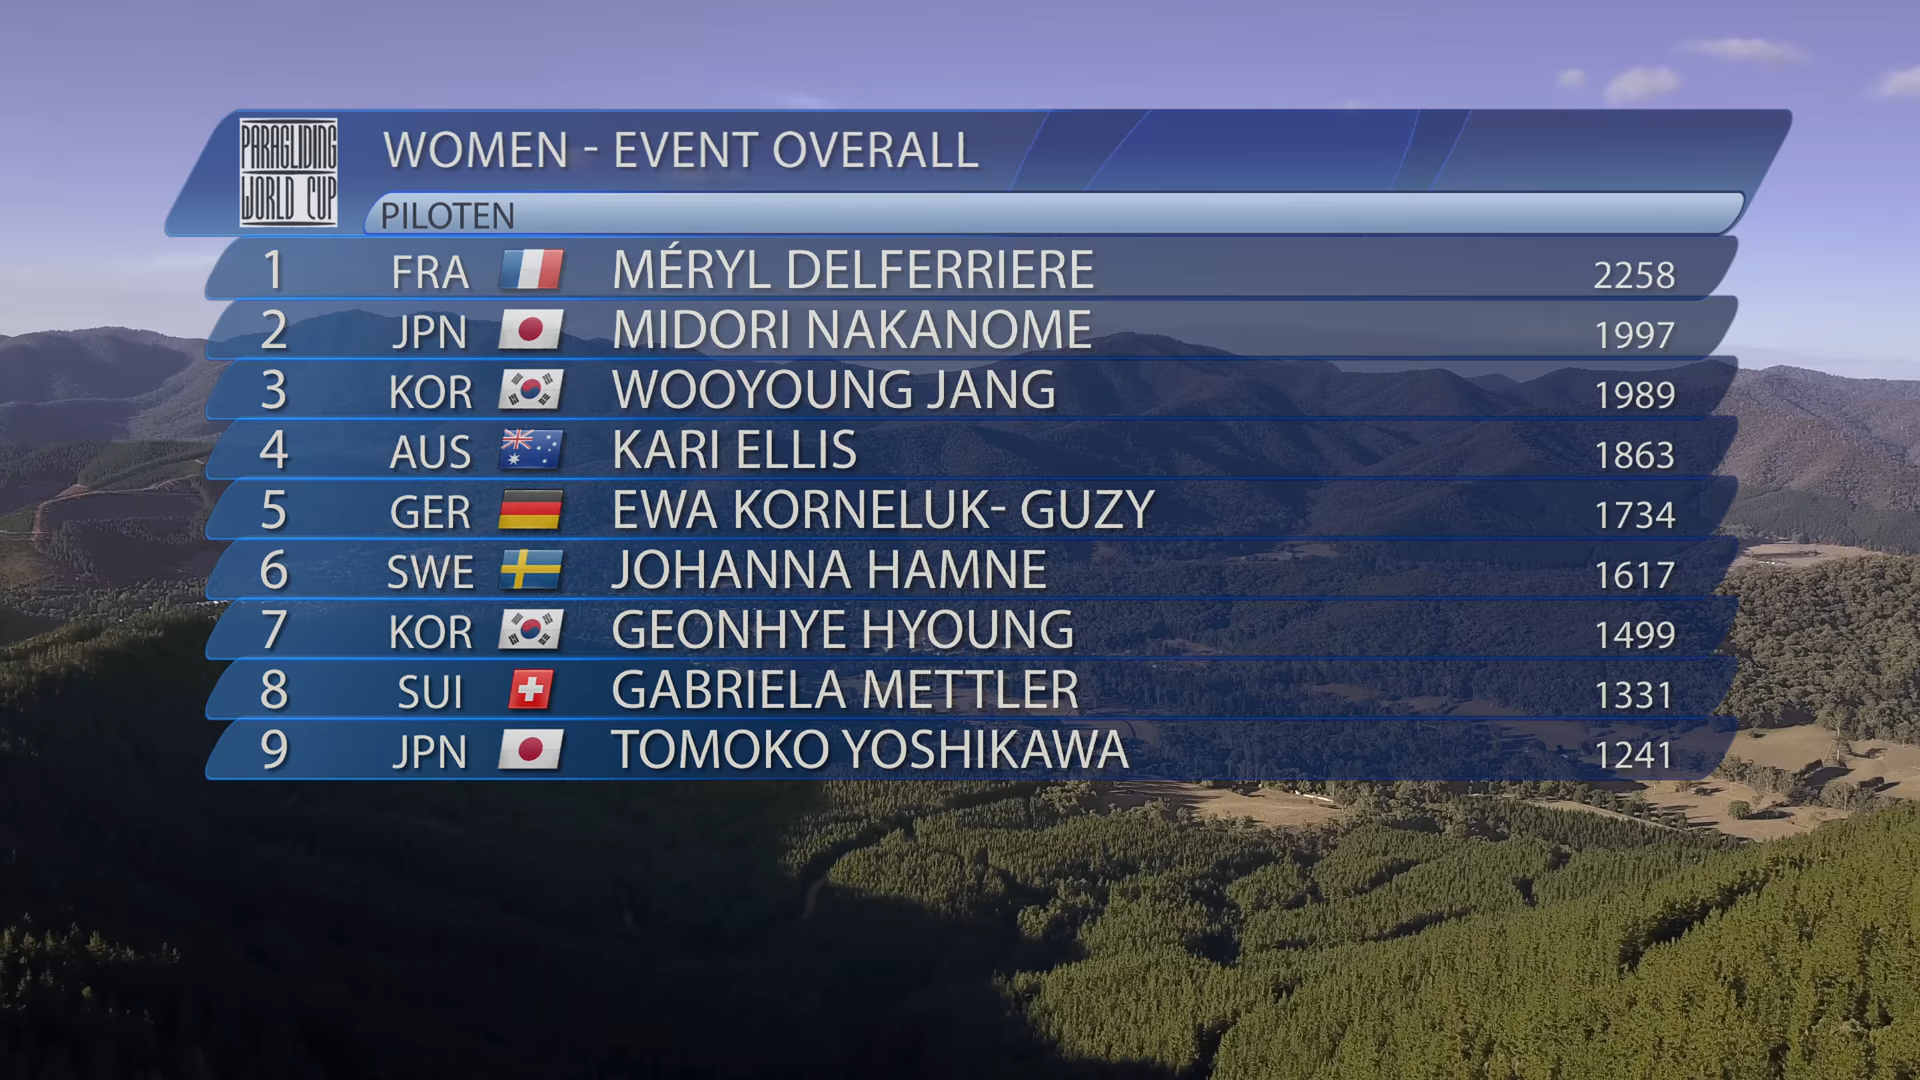 PARAGLIDING
WORLD CUP
WOMEN - EVENT OVERALL
PILOTEN
1 FRA MÉRYL DELFERRIERE 2258
2 JPN MIDORI NAKANOME 1997
3 KOR WOOYOUNG JANG 1989
4 AUS KARI ELLIS 1863
5 GER EWA KORNELUK- GUZY 1734
6 SWE JOHANNA HAMNE 1617
7 KOR GEONHYE HYOUNG 1499
8 SUI GABRIELA METTLER 1331
9 JPN TOMOKO YOSHIKAWA 1241